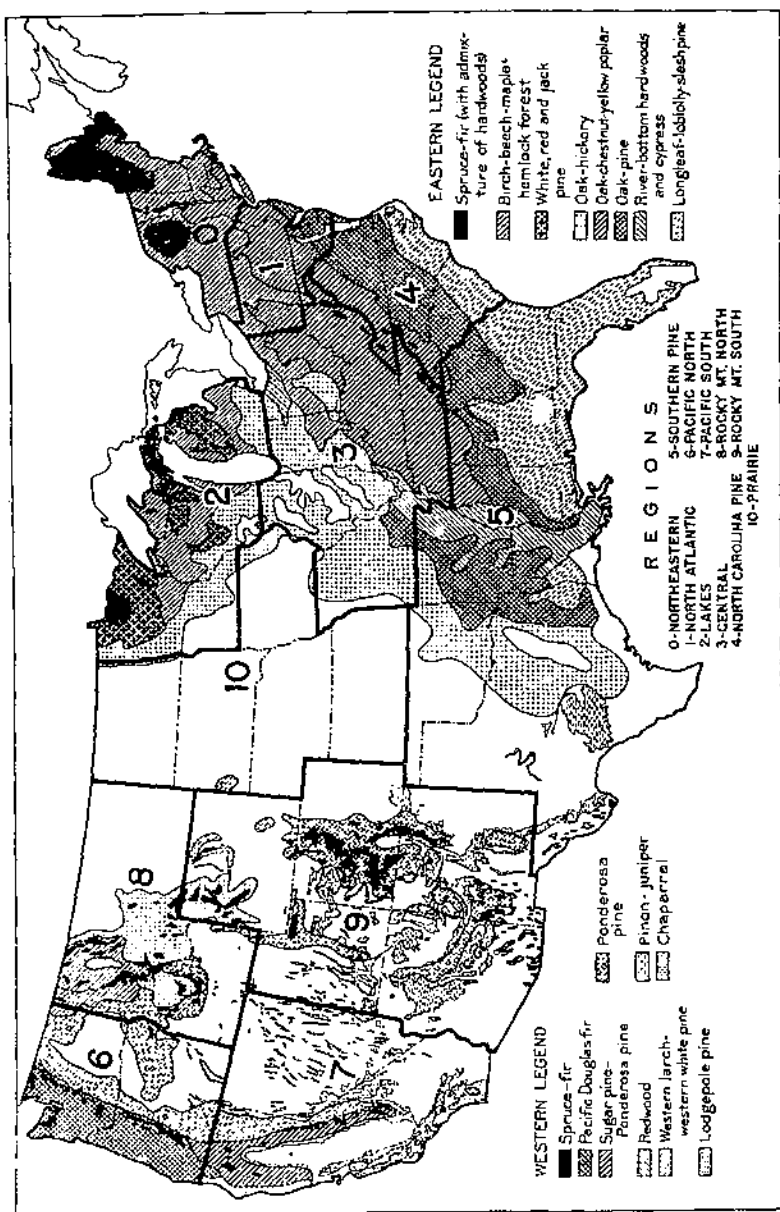 EASTERN LEGEND
Spruce-fir (with admix-
ture of hardwoods)
Birch-beech-maple-
hemlock forest
White, red and jack
pine
Oak-hickory
Oak-chestnut-yellow poplar
Oak-pine
River-bottom hardwoods
and cypress
Longleaf-loblolly-slash pine
REGIONS
0-NORTHEASTERN
1-NORTH ATLANTIC
2-LAKES
3-CENTRAL
4-NORTH CAROLINA PINE
5-SOUTHERN PINE
6-PACIFIC NORTH
7-PACIFIC SOUTH
8-ROCKY MT. NORTH
9-ROCKY MT. SOUTH
10-PRAIRIE
WESTERN LEGEND
Spruce-fir
Pacific Douglas fir
Sugar pine-
Ponderosa pine
Redwood
Western larch-
western white pine
Lodgepole pine
Ponderosa
pine
Pinon-juniper
Chaparral
6
8
10
2
0
1
7
9
3
4
5